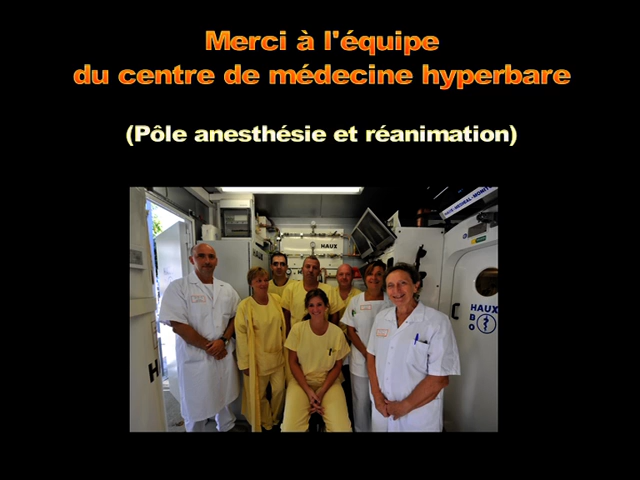 Merci à l'équipe
du centre de médecine hyperbare
(Pôle anesthésie et réanimation)
HAUX
HAUX